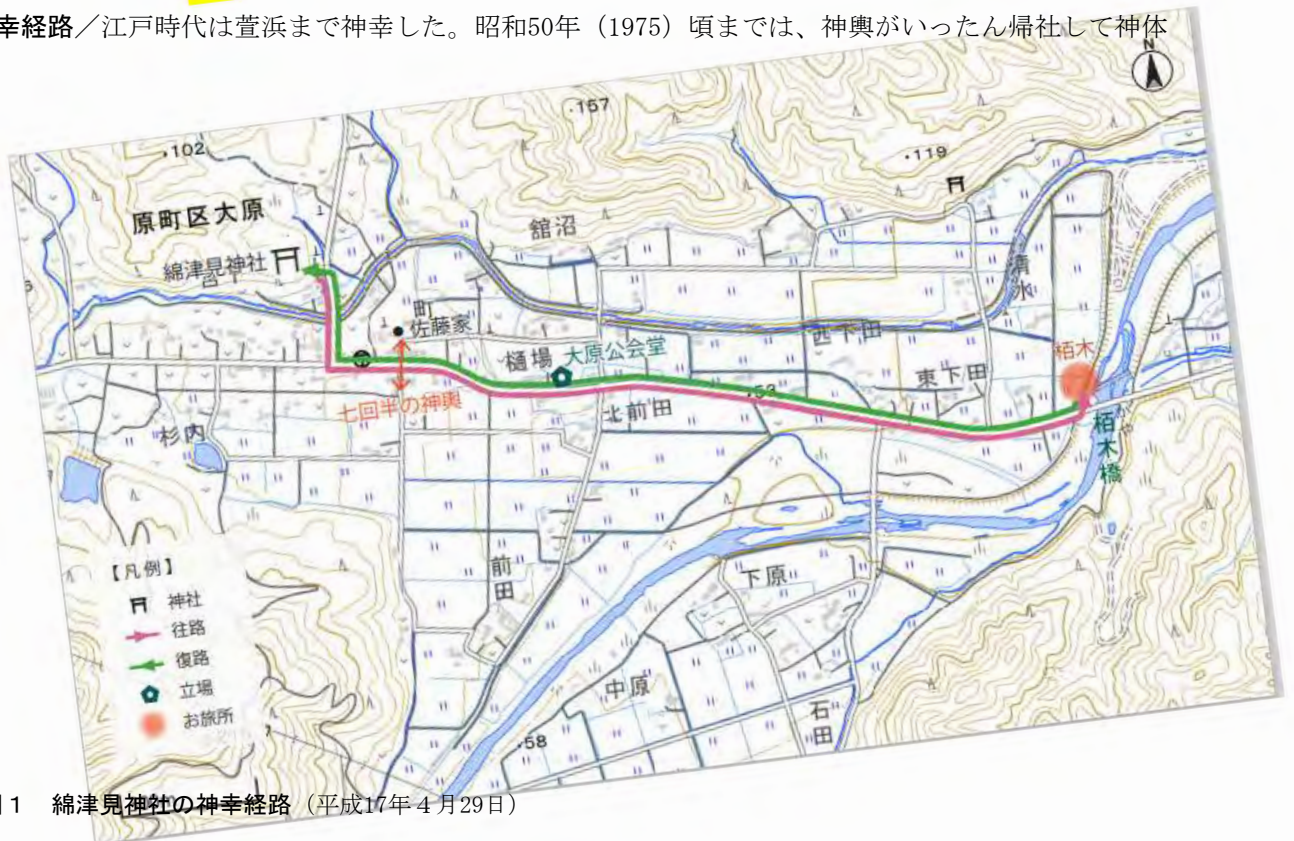 幸経路／江戸時代は萱浜まで神幸した。昭和50年（1975）頃までは、神輿がいったん帰社して神体
N
・157
・102
・119
原町区大原
舘沼
綿津見神社
清水
町
佐藤家
西下田
樋場
大原公会堂
栢木
東下田
・53
七回半の神輿
北前田
杉内
栢木橋
前田
下原
【凡例】
神社
往路
復路
立場
お旅所
中原
石田
・58
1　綿津見神社の神幸経路（平成17年４月29日）